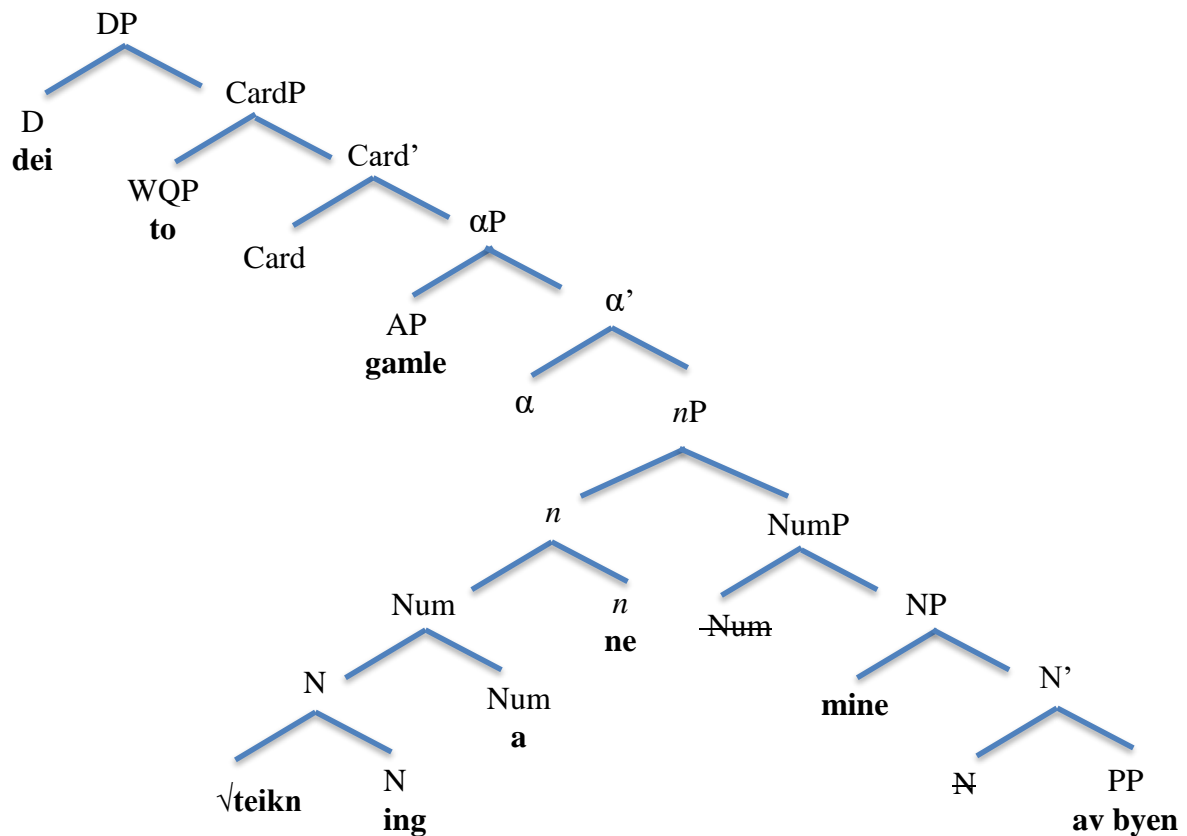 DP
D
dei
CardP
WQP
to
Card’
Card
αP
AP
gamle
α’
α
nP
n
NumP
Num
n
ne
Num
NP
N
Num
a
mine
N’
√teikn
N
ing
N
PP
av byen